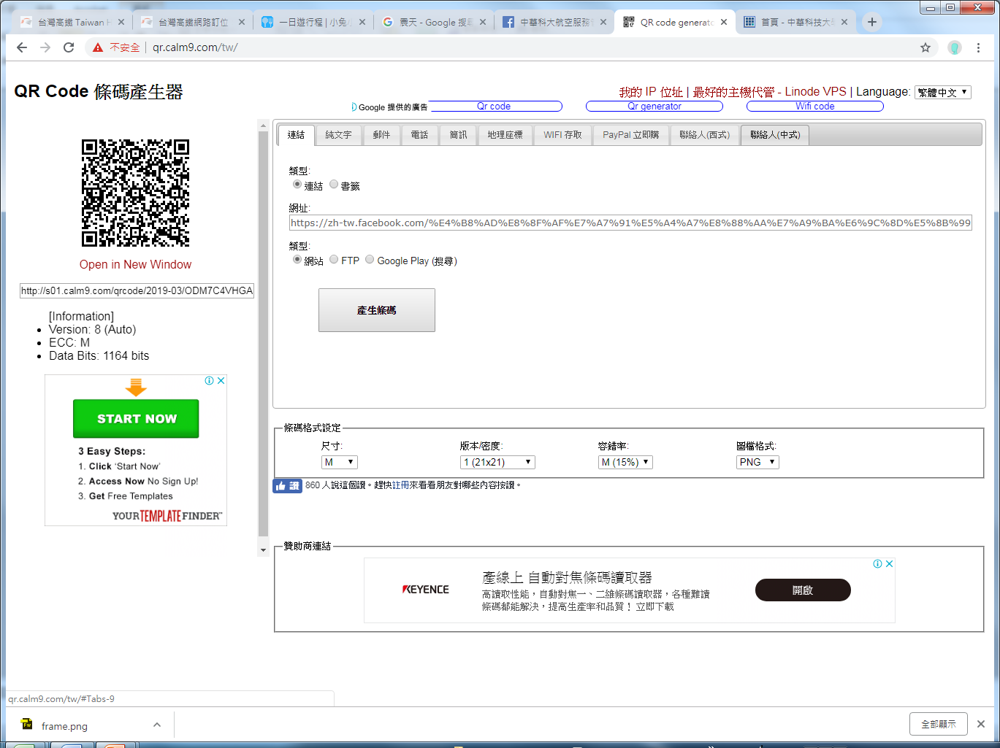 台灣高鐵 Taiwan H
台灣高鐵網路訂位
一日遊行程 | 小兔
雲天 - Google 搜尋
中華科大航空服務
QR code generato
首頁 - 中華科技大學
不安全 qr.calm9.com/tw/
QR Code 條碼產生器
我的 IP 位址 | 最好的主機代管 - Linode VPS | Language: 繁體中文
Google 提供的廣告 Qr code Qr generator Wifi code
連結 純文字 郵件 電話 簡訊 地理座標 WIFI 存取 PayPal 立即購 聯絡人(西式) 聯絡人(中式)
Open in New Window
http://s01.calm9.com/qrcode/2019-03/ODM7C4VHGA
[Information]
Version: 8 (Auto)
ECC: M
Data Bits: 1164 bits
START NOW
3 Easy Steps:
1. Click 'Start Now'
2. Access Now No Sign Up!
3. Get Free Templates
YOURTEMPLATEFINDER™
類型:
連結 書籤
網址:
https://zh-tw.facebook.com/%E4%B8%AD%E8%8F%AF%E7%A7%91%E5%A4%A7%E8%88%AA%E7%A9%BA%E6%9C%8D%E5%8B%99
類型:
網站 FTP Google Play (搜尋)
產生條碼
條碼格式設定
尺寸: 版本/密度: 容錯率: 圖檔格式:
M 1 (21x21) M (15%) PNG
讚 860 人說這個讚。趕快註冊來看看朋友對哪些內容按讚。
贊助商連結
KEYENCE
產線上 自動對焦條碼讀取器
高讀取性能，自動對焦一、二維條碼讀取器，各種難讀
條碼都能解決，提高生產率和品質！ 立即下載
開啟
qr.calm9.com/tw/#Tabs-9
frame.png
全部顯示